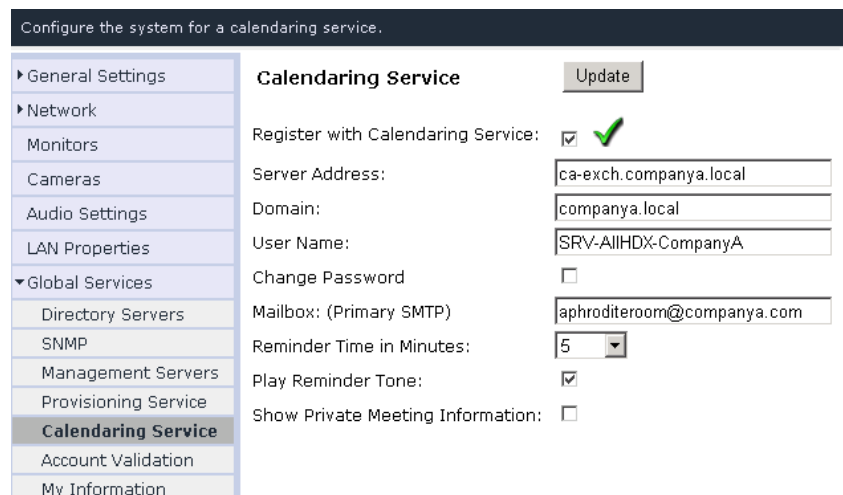 Configure the system for a calendaring service.
General Settings
Network
Monitors
Cameras
Audio Settings
LAN Properties
Global Services
Directory Servers
SNMP
Management Servers
Provisioning Service
Calendaring Service
Account Validation
My Information
Calendaring Service Update
Register with Calendaring Service:
Server Address: ca-exch.companya.local
Domain: companya.local
User Name: SRV-AllHDX-CompanyA
Change Password
Mailbox: (Primary SMTP) aphroditeroom@companya.com
Reminder Time in Minutes: 5
Play Reminder Tone:
Show Private Meeting Information: